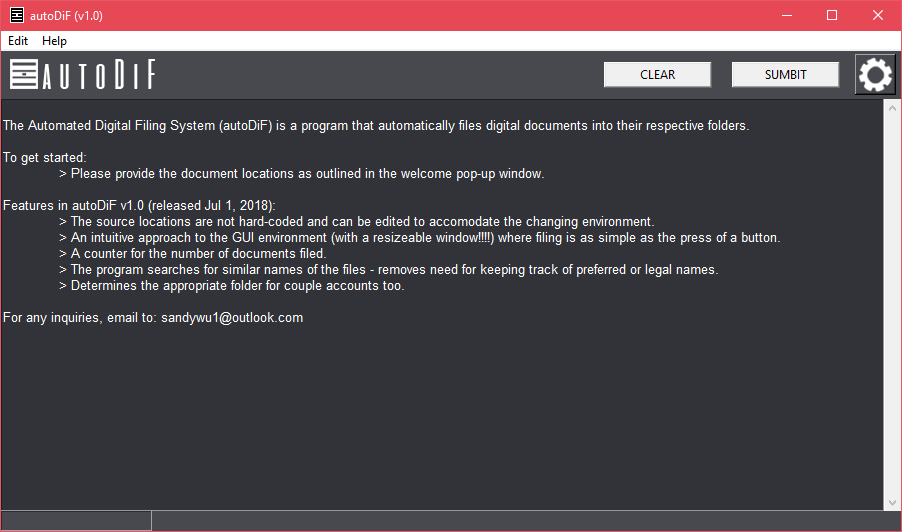 autoDiF (v1.0)
Edit Help
AUTODIF CLEAR SUMBIT
The Automated Digital Filing System (autoDiF) is a program that automatically files digital documents into their respective folders.
To get started:
> Please provide the document locations as outlined in the welcome pop-up window.
Features in autoDiF v1.0 (released Jul 1, 2018):
> The source locations are not hard-coded and can be edited to accomodate the changing environment.
> An intuitive approach to the GUI environment (with a resizeable window!!!!) where filing is as simple as the press of a button.
> A counter for the number of documents filed.
> The program searches for similar names of the files - removes need for keeping track of preferred or legal names.
> Determines the appropriate folder for couple accounts too.
For any inquiries, email to: sandywu1@outlook.com